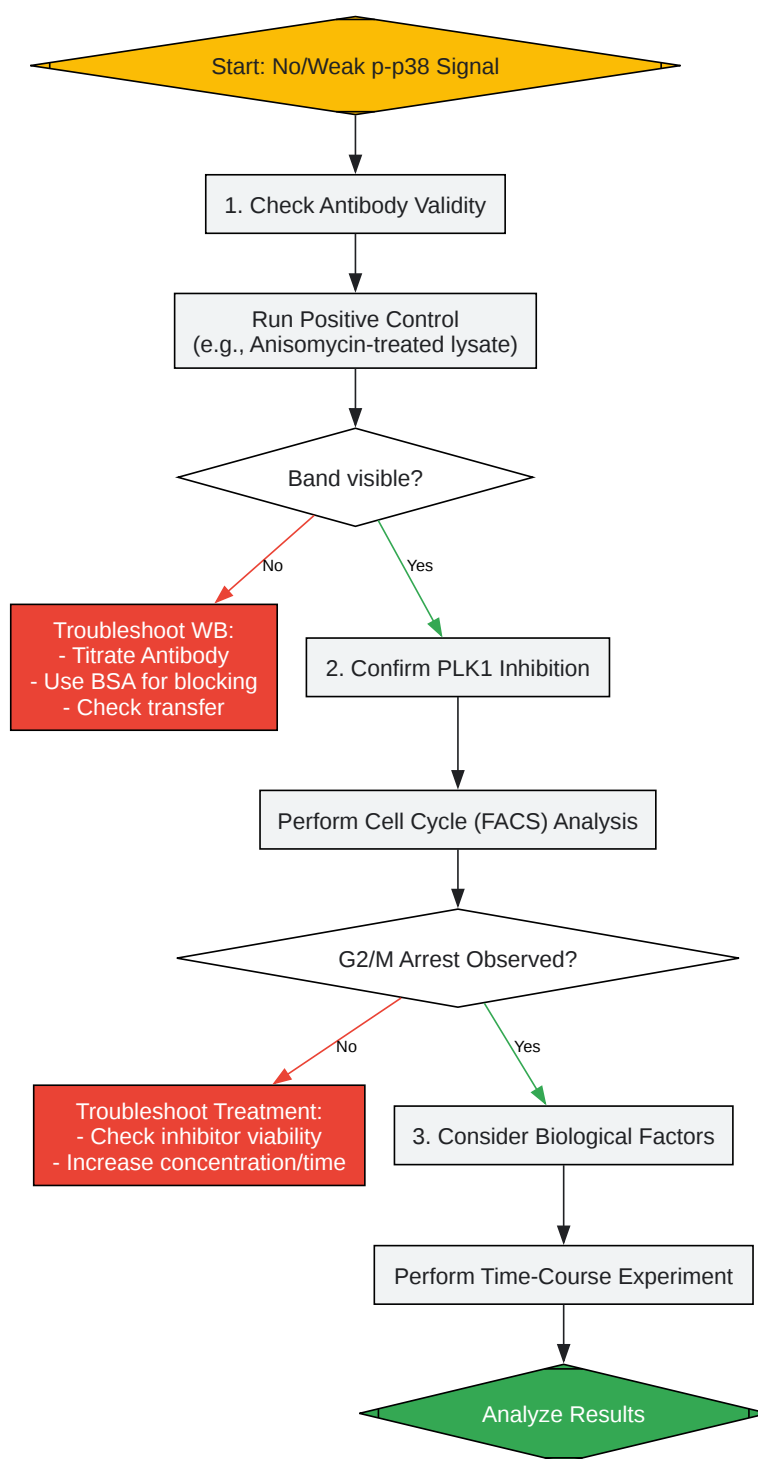 Start: No/Weak p-p38 Signal
1. Check Antibody Validity
Run Positive Control
(e.g., Anisomycin-treated lysate)
Band visible?
No
Yes
Troubleshoot WB:
- Titrate Antibody
- Use BSA for blocking
- Check transfer
2. Confirm PLK1 Inhibition
Perform Cell Cycle (FACS) Analysis
G2/M Arrest Observed?
No
Yes
Troubleshoot Treatment:
- Check inhibitor viability
- Increase concentration/time
3. Consider Biological Factors
Perform Time-Course Experiment
Analyze Results